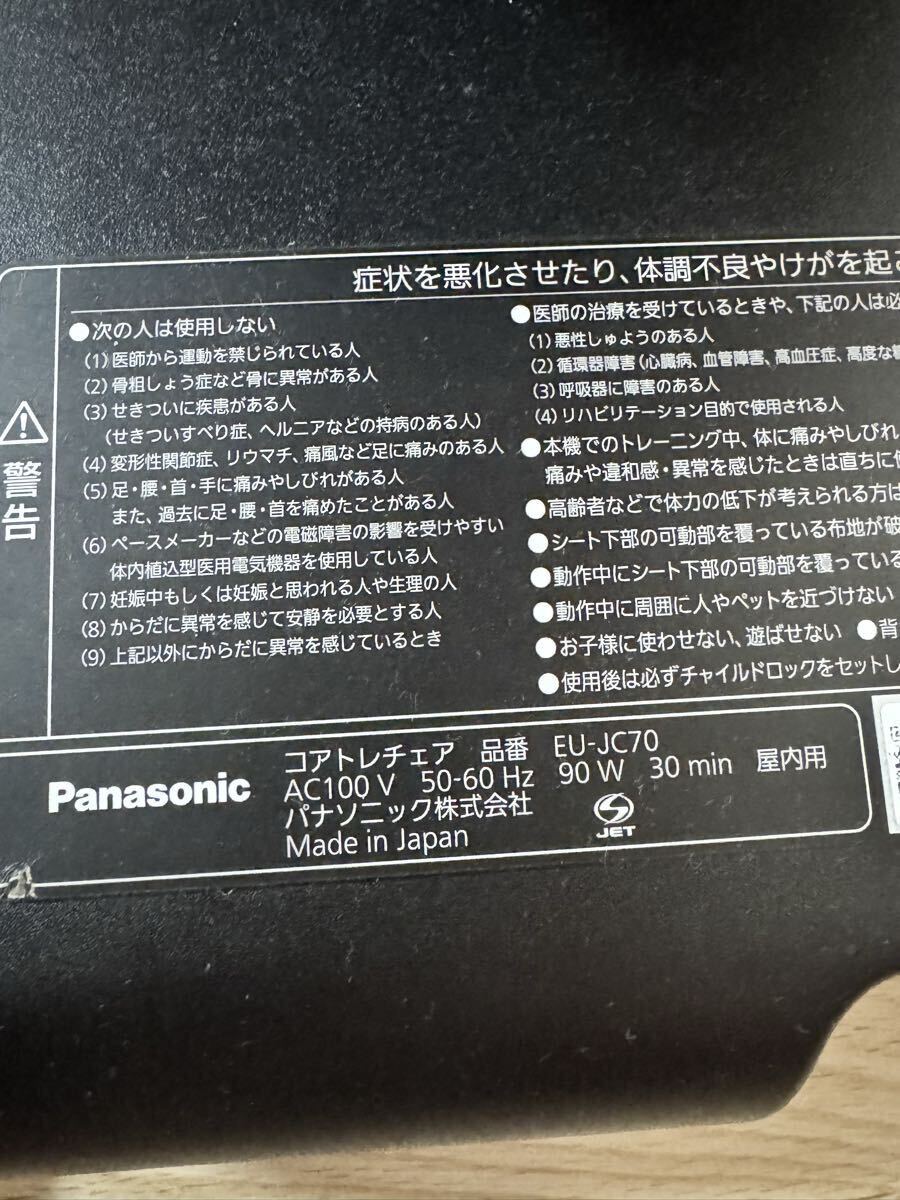 症状を悪化させたり、体調不良やけがを起
警告
●次の人は使用しない
(1)医師から運動を禁じられている人
(2)骨粗しょう症など骨に異常がある人
(3)せきついに疾患がある人
(せきついすべり症、ヘルニアなどの持病のある人)
(4)変形性関節症、リウマチ、痛風など足に痛みのある人
(5)足・腰・首・手に痛みやしびれがある人
また、過去に足・腰・首を痛めたことがある人
(6)ペースメーカーなどの電磁障害の影響を受けやすい
体内植込型医用電気機器を使用している人
(7)妊娠中もしくは妊娠と思われる人や生理の人
(8)からだに異常を感じて安静を必要とする人
(9)上記以外にからだに異常を感じているとき
●医師の治療を受けているときや、下記の人は必
(1)悪性しゅようのある人
(2)循環器障害(心臓病、血管障害、高血圧症、高度な
(3)呼吸器に障害のある人
(4)リハビリテーション目的で使用される人
●本機でのトレーニング中、体に痛みやしびれ
痛みや違和感・異常を感じたときは直ちに
●高齢者などで体力の低下が考えられる方は
●シート下部の可動部を覆っている布地が破
●動作中にシート下部の可動部を覆っている
●動作中に周囲に人やペットを近づけない
●お子様に使わせない、遊ばせない ●背
●使用後は必ずチャイルドロックをセットし
Panasonic
コアトレチェア 品番 EU-JC70
AC100 V 50-60 Hz 90 W 30 min 屋内用
パナソニック株式会社
Made in Japan
JET